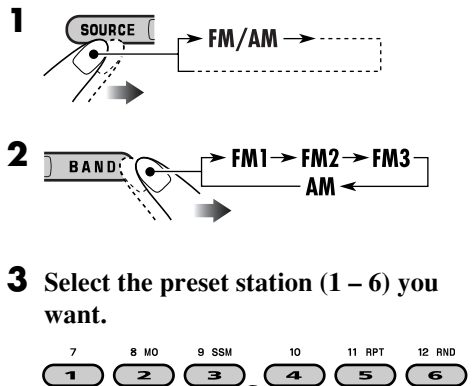 1
SOURCE
FM/AM
2
BAND
FM1 FM2 FM3
AM
3 Select the preset station (1 – 6) you
want.
7 8 MO 9 SSM 10 11 RPT 12 RND
1 2 3 4 5 6